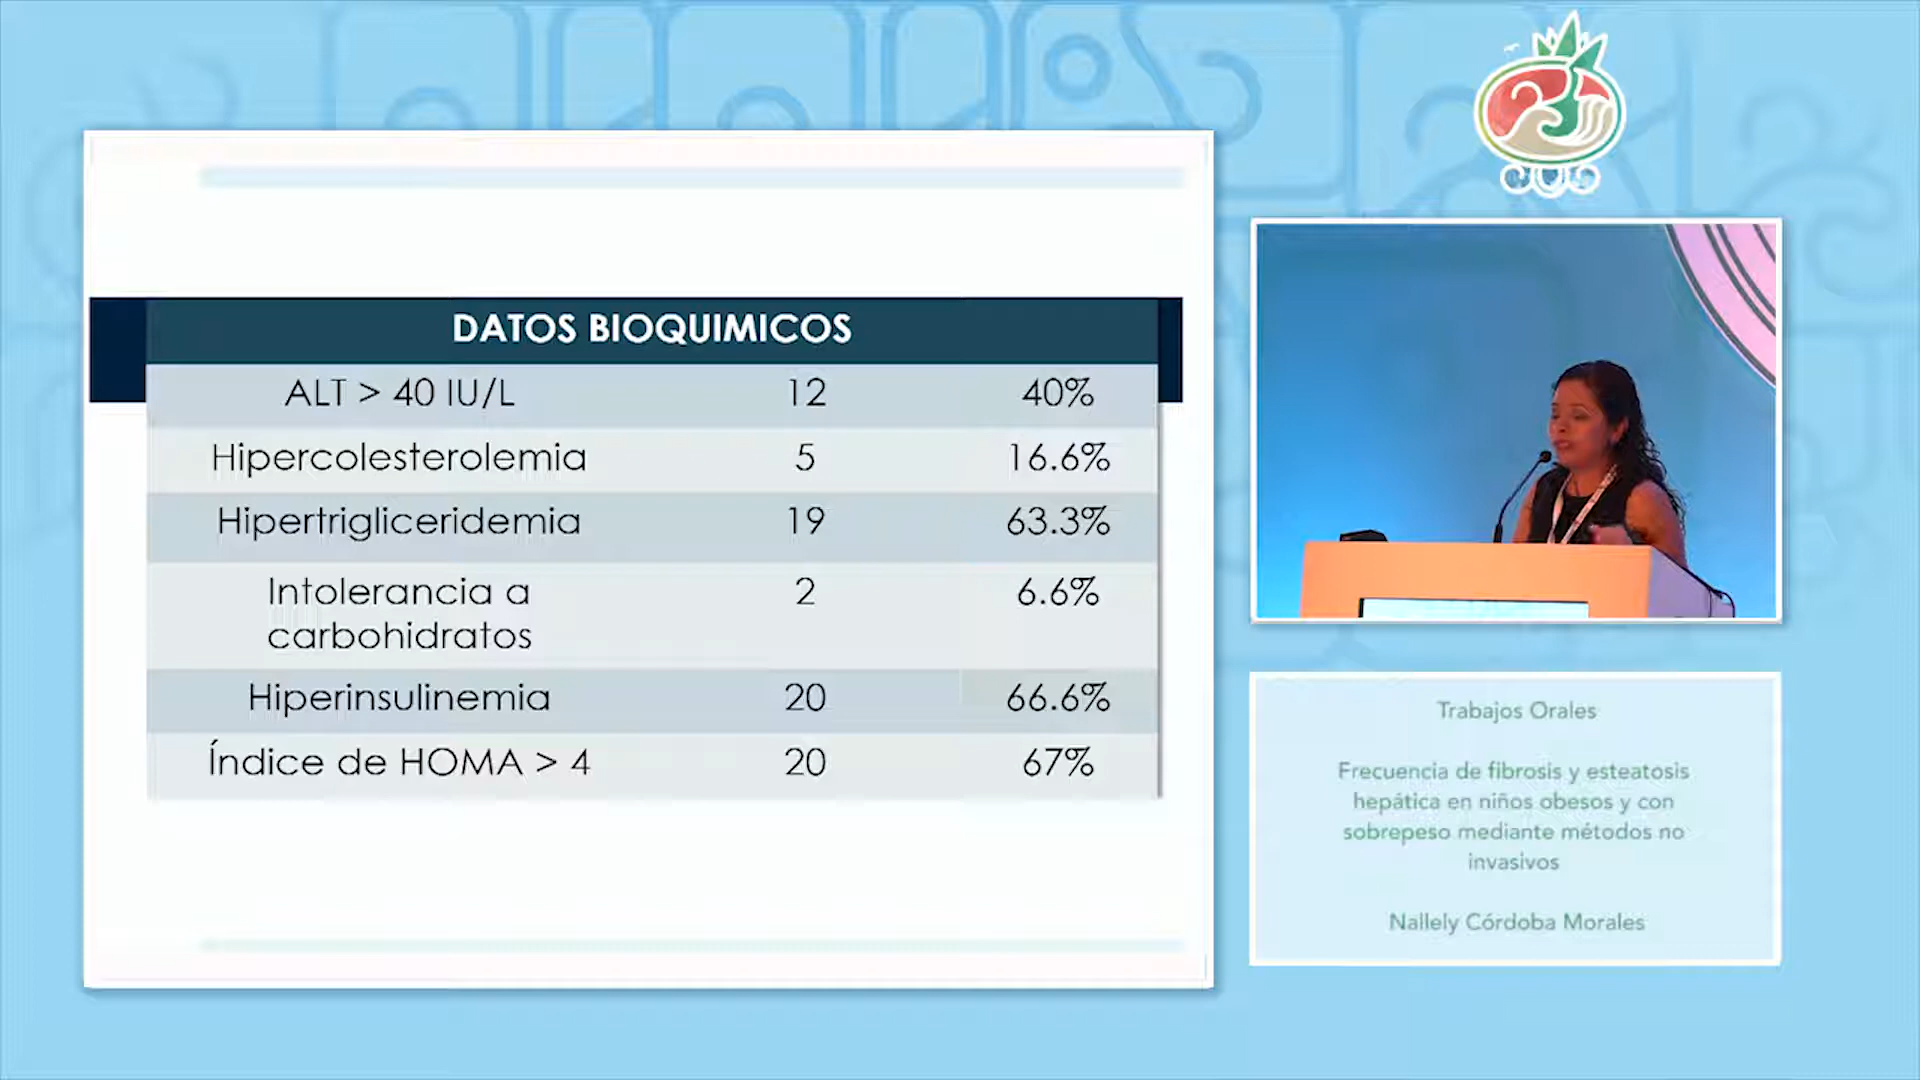 DATOS BIOQUIMICOS
ALT > 40 IU/L 12 40%
Hipercolesterolemia 5 16.6%
Hipertrigliceridemia 19 63.3%
Intolerancia a 2 6.6%
carbohidratos
Hiperinsulinemia 20 66.6%
Índice de HOMA > 4 20 67%
Trabajos Orales
Frecuencia de fibrosis y esteatosis
hepática en niños obesos y con
sobrepeso mediante métodos no
invasivos
Nallely Córdoba Morales